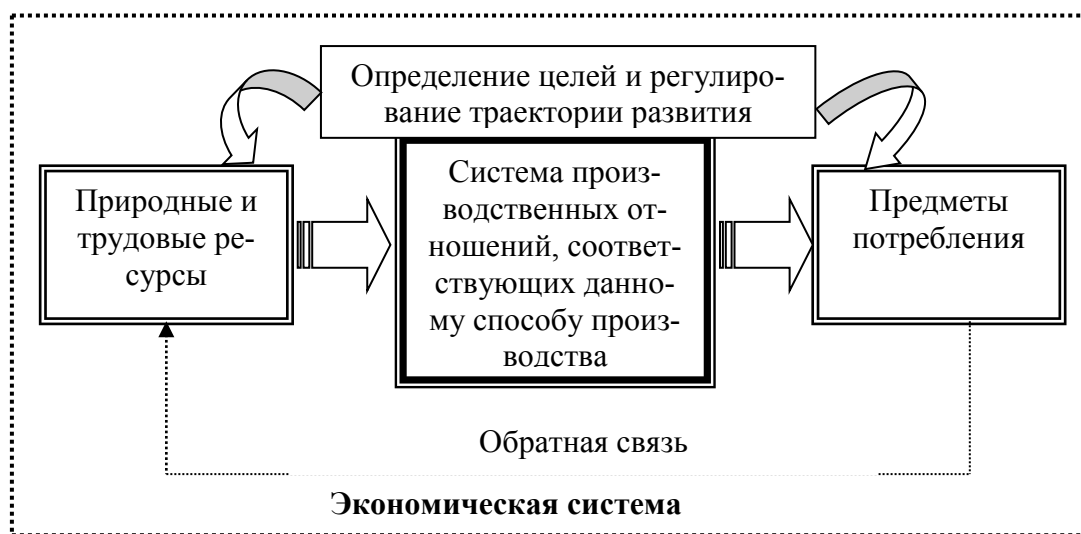 Определение целей и регулиро-
вание траектории развития
Природные и
трудовые ре-
сурсы
Система произ-
водственных от-
ношений, соответ-
ствующих данно-
му способу произ-
водства
Предметы
потребления
Обратная связь
Экономическая система